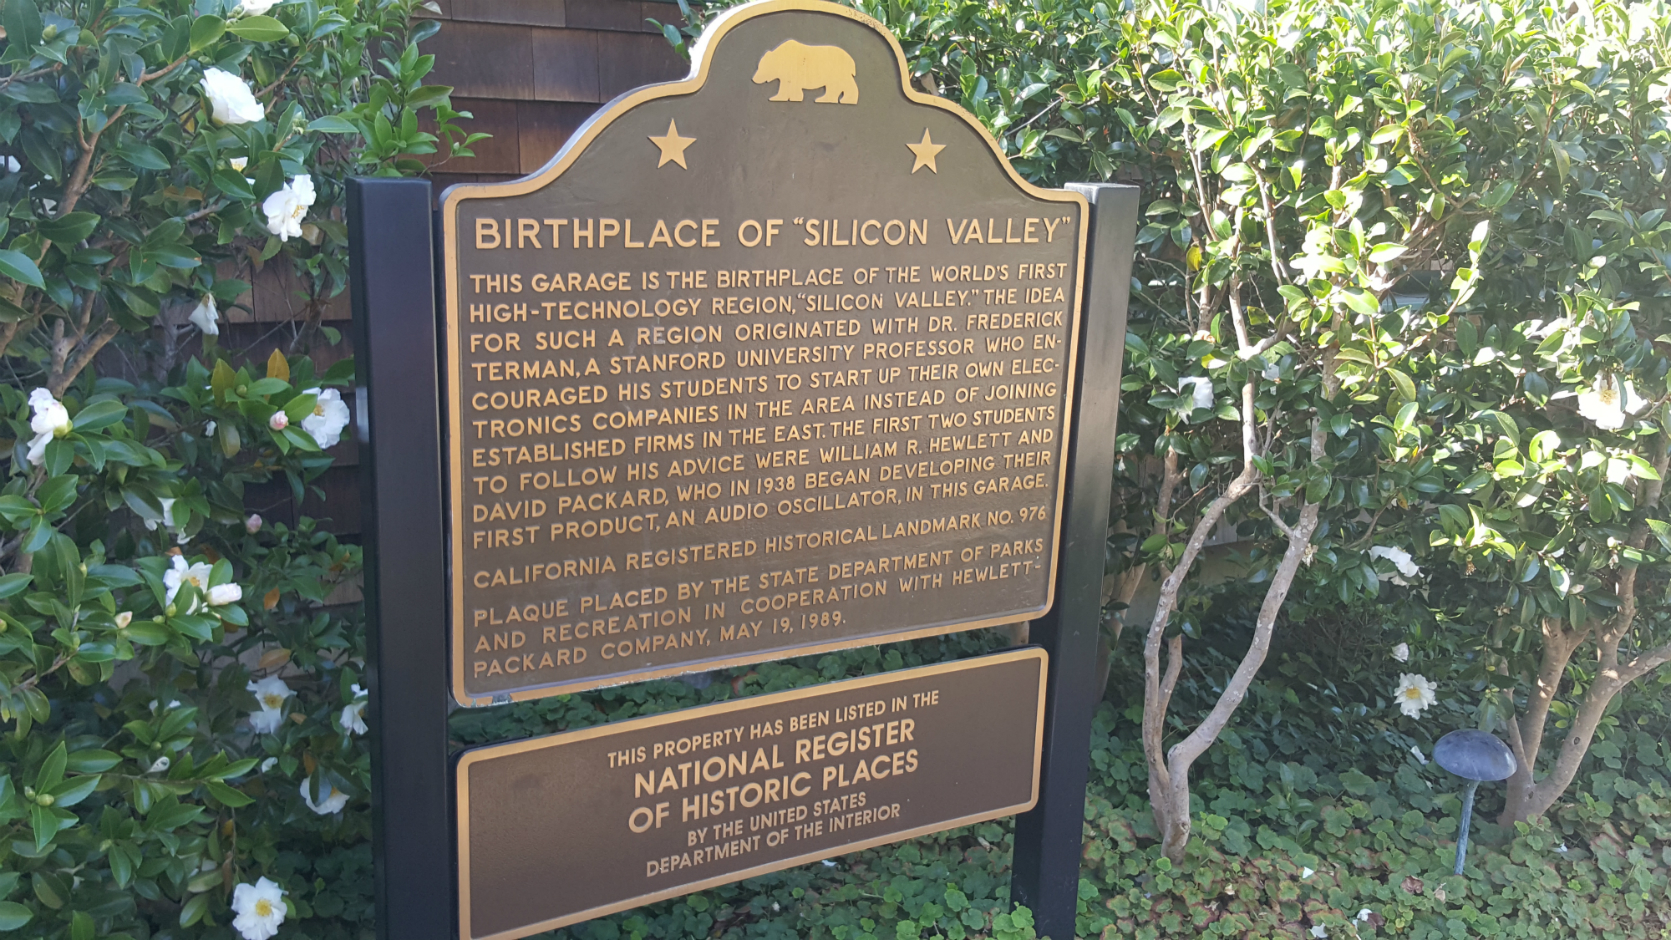 BIRTHPLACE OF "SILICON VALLEY"
THIS GARAGE IS THE BIRTHPLACE OF THE WORLD'S FIRST
HIGH-TECHNOLOGY REGION, "SILICON VALLEY." THE IDEA
FOR SUCH A REGION ORIGINATED WITH DR. FREDERICK
TERMAN, A STANFORD UNIVERSITY PROFESSOR WHO EN-
COURAGED HIS STUDENTS TO START UP THEIR OWN ELEC-
TRONICS COMPANIES IN THE AREA INSTEAD OF JOINING
ESTABLISHED FIRMS IN THE EAST. THE FIRST TWO STUDENTS
TO FOLLOW HIS ADVICE WERE WILLIAM R. HEWLETT AND
DAVID PACKARD, WHO IN 1938 BEGAN DEVELOPING THEIR
FIRST PRODUCT, AN AUDIO OSCILLATOR, IN THIS GARAGE.
CALIFORNIA REGISTERED HISTORICAL LANDMARK NO. 976
PLAQUE PLACED BY THE STATE DEPARTMENT OF PARKS
AND RECREATION IN COOPERATION WITH HEWLETT-
PACKARD COMPANY, MAY 19, 1989.
THIS PROPERTY HAS BEEN LISTED IN THE
NATIONAL REGISTER
OF HISTORIC PLACES
BY THE UNITED STATES
DEPARTMENT OF THE INTERIOR